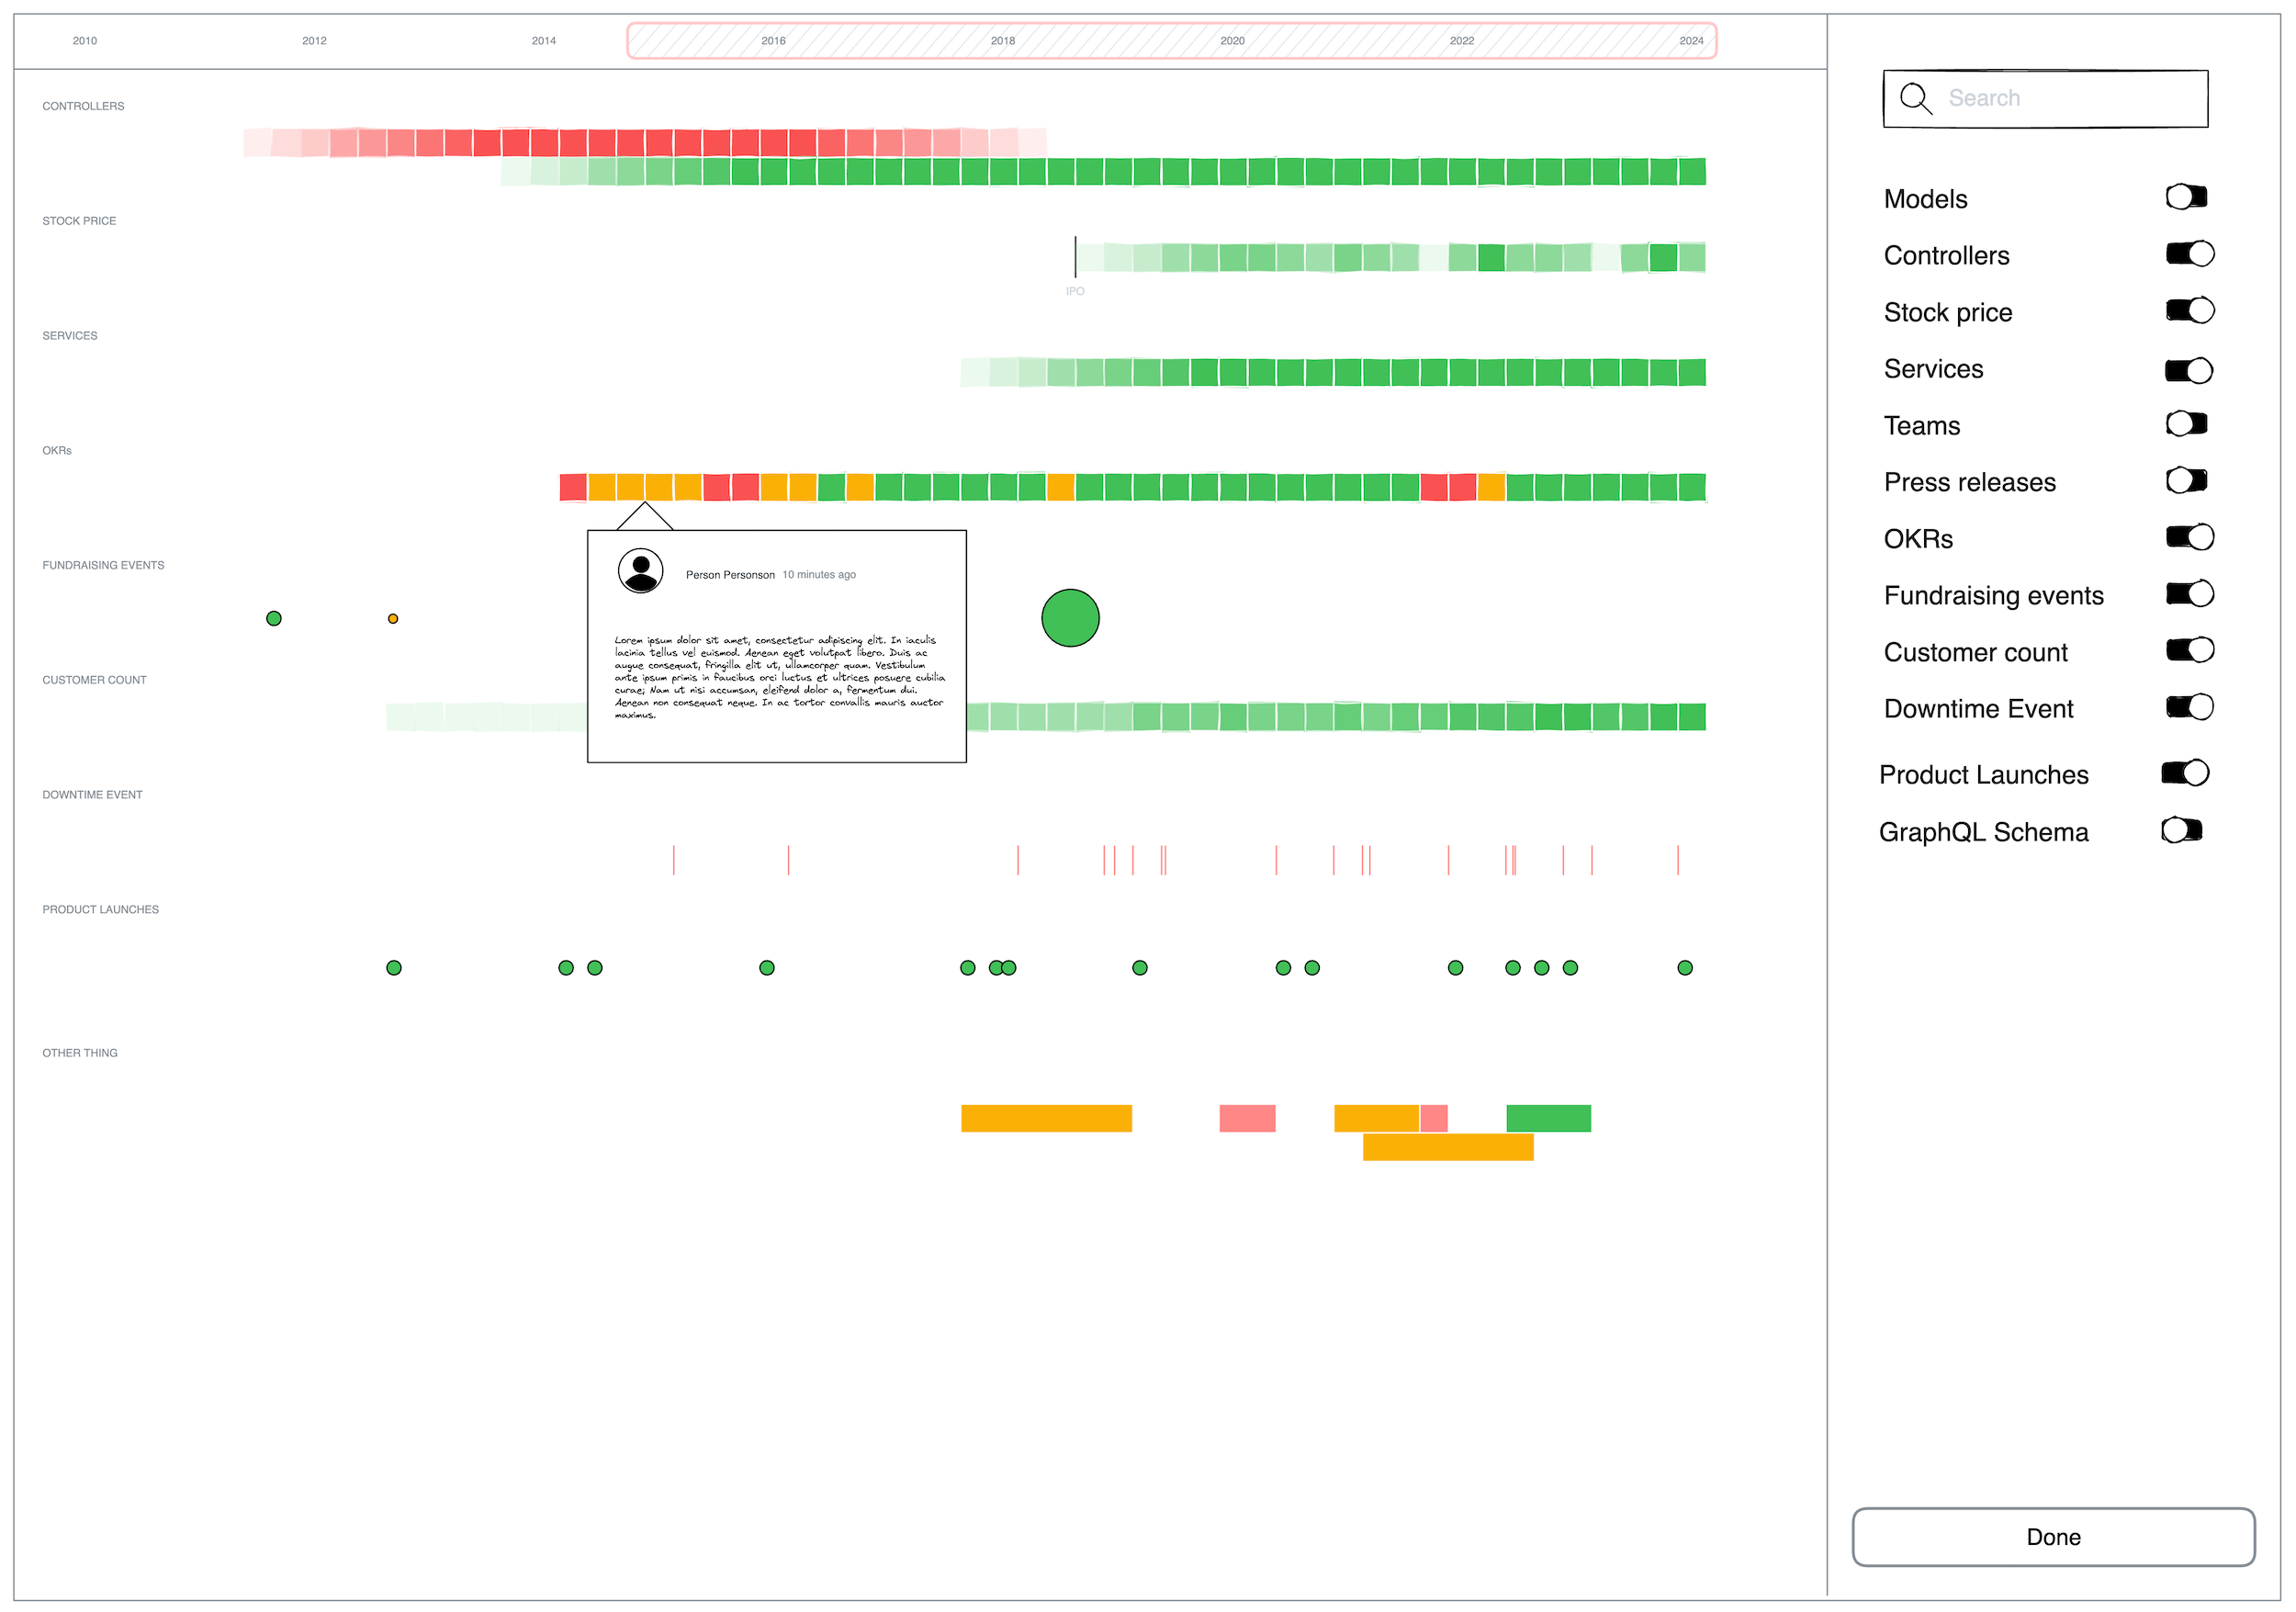 2010 2012 2014 2016 2018 2020 2022 2024
CONTROLLERS
STOCK PRICE
IPO
SERVICES
OKRs
FUNDRAISING EVENTS
Person Personson 10 minutes ago
Lorem ipsum dolor sit amet, consectetur adipiscing elit. In iaculis
lacinia tellus vel euismod. Aenean eget volutpat libero. Duis ac
augue consequat, fringilla elit ut, ullamcorper quam. Vestibulum
ante ipsum primis in faucibus orci luctus et ultrices posuere cubilia
curae; Nam ut nisi accumsan, eleifend dolor a, fermentum dui.
Aenean non consequat neque. In ac tortor convallis mauris auctor
maximus.
CUSTOMER COUNT
DOWNTIME EVENT
PRODUCT LAUNCHES
OTHER THING
Search
Models
Controllers
Stock price
Services
Teams
Press releases
OKRs
Fundraising events
Customer count
Downtime Event
Product Launches
GraphQL Schema
Done